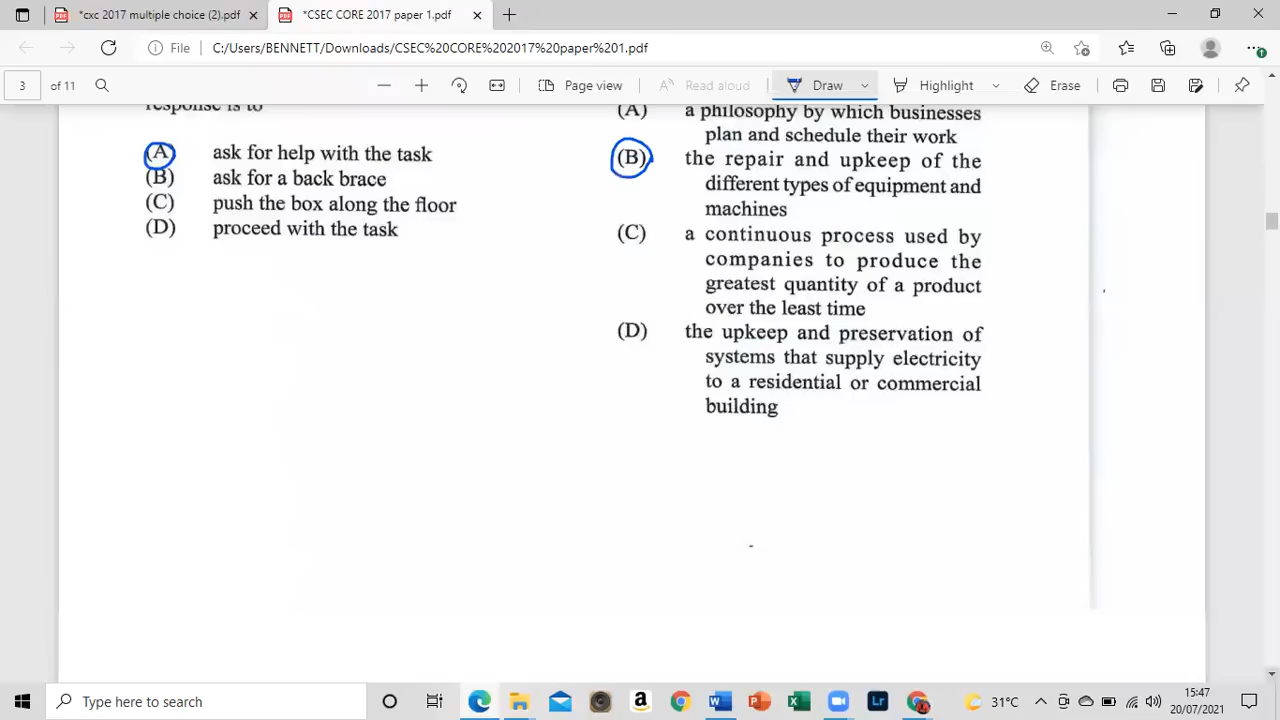 *cxc 2017 multiple choice (2).pdf
*CSEC CORE 2017 paper 1.pdf
File
C:/Users/BENNETT/Downloads/CSEC%20CORE%202017%20paper%201.pdf
3 of 11
Page view
Read aloud
Draw
Highlight
Erase
response is to
(A) ask for help with the task
(B) ask for a back brace
(C) push the box along the floor
(D) proceed with the task
(A) a philosophy by which businesses
plan and schedule their work
(B) the repair and upkeep of the
different types of equipment and
machines
(C) a continuous process used by
companies to produce the
greatest quantity of a product
over the least time
(D) the upkeep and preservation of
systems that supply electricity
to a residential or commercial
building
Type here to search
31°C
15:47
20/07/2021